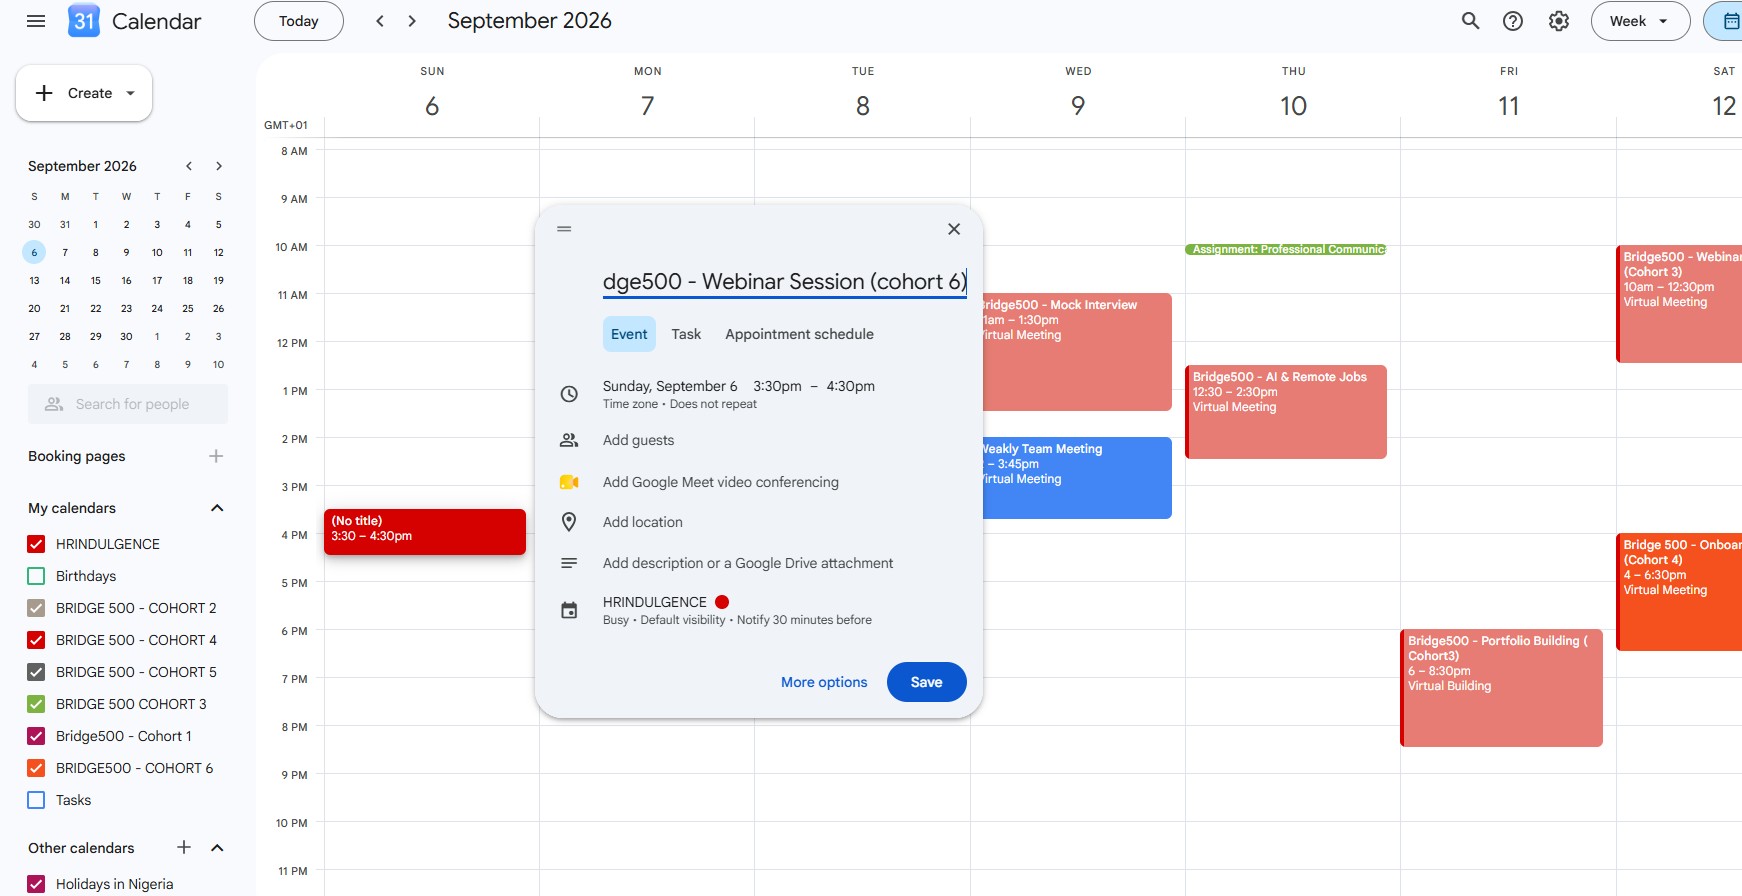 31 Calendar
Today
September 2026
Week
Create
September 2026
S M T W T F S
30 31 1 2 3 4 5
6 7 8 9 10 11 12
13 14 15 16 17 18 19
20 21 22 23 24 25 26
27 28 29 30 1 2 3
4 5 6 7 8 9 10
Search for people
Booking pages
My calendars
HRINDULGENCE
Birthdays
BRIDGE 500 - COHORT 2
BRIDGE 500 - COHORT 4
BRIDGE 500 - COHORT 5
BRIDGE 500 COHORT 3
Bridge500 - Cohort 1
BRIDGE500 - COHORT 6
Tasks
Other calendars
Holidays in Nigeria
SUN MON TUE WED THU FRI SAT
6 7 8 9 10 11 12
GMT+01
8 AM
9 AM
10 AM
11 AM
12 PM
1 PM
2 PM
3 PM
4 PM
5 PM
6 PM
7 PM
8 PM
9 PM
10 PM
11 PM
(No title)
3:30 – 4:30pm
dge500 - Webinar Session (cohort 6)
Event Task Appointment schedule
Sunday, September 6 3:30pm – 4:30pm
Time zone • Does not repeat
Add guests
Add Google Meet video conferencing
Add location
Add description or a Google Drive attachment
HRINDULGENCE
Busy • Default visibility • Notify 30 minutes before
More options
Save
Bridge500 - Mock Interview
1am – 1:30pm
Virtual Meeting
Weakly Team Meeting
– 3:45pm
Virtual Meeting
Assignment: Professional Communic
Bridge500 - AI & Remote Jobs
12:30 – 2:30pm
Virtual Meeting
Bridge500 - Portfolio Building (
Cohort3)
6 – 8:30pm
Virtual Building
Bridge500 - Webinar
(Cohort 3)
10am – 12:30pm
Virtual Meeting
Bridge 500 - Onboar
(Cohort 4)
4 – 6:30pm
Virtual Meeting